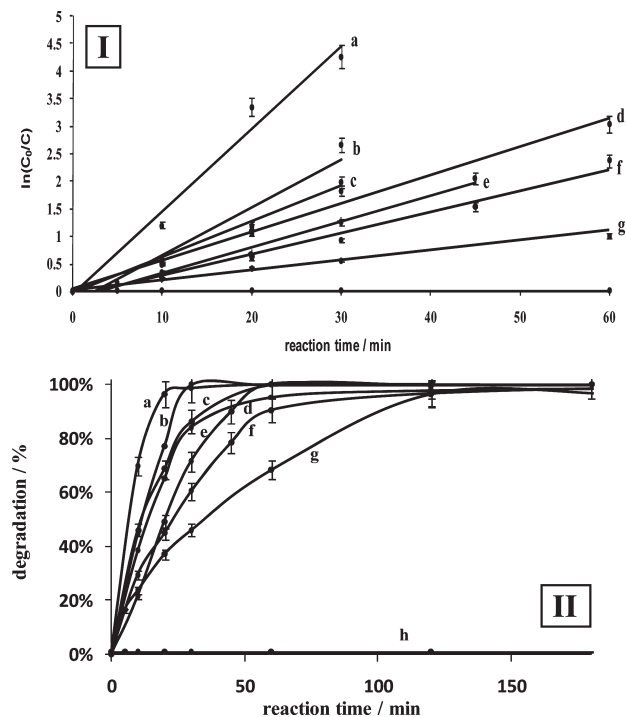 I
ln(C₀/C)
5
4.5
4
3.5
3
2.5
2
1.5
1
0.5
0
a
b
c
d
e
f
g
0 10 20 30 40 50 60
reaction time / min
II
degradation / %
100%
80%
60%
40%
20%
0%
a
b
c
d
e
f
g
h
0 50 100 150
reaction time / min